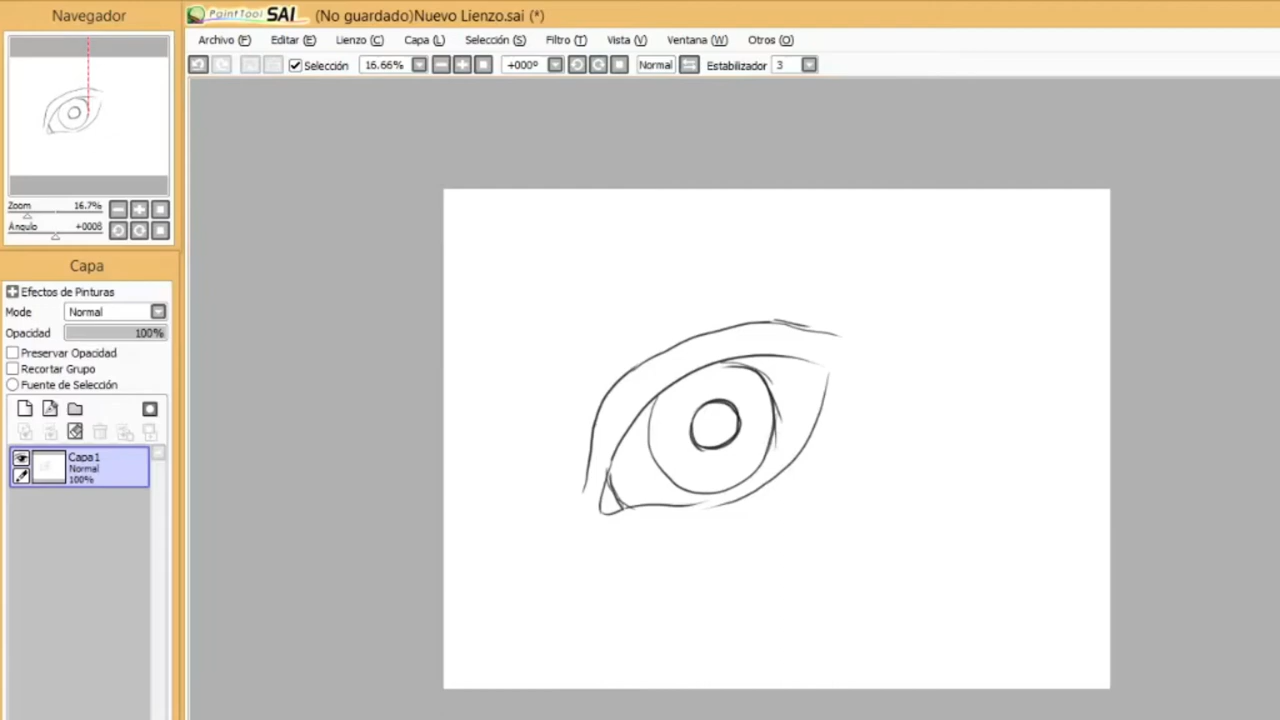 Navegador
PaintTool SAI (No guardado)Nuevo Lienzo.sai (*)
Archivo (F) Editar (E) Lienzo (C) Capa (L) Selección (S) Filtro (T) Vista (V) Ventana (W) Otros (O)
Selección 16.66% +000º Normal Estabilizador 3
Zoom 16.7%
Ángulo +000º
Capa
Efectos de Pinturas
Mode Normal
Opacidad 100%
Preservar Opacidad
Recortar Grupo
Fuente de Selección
Capa1
Normal
100%